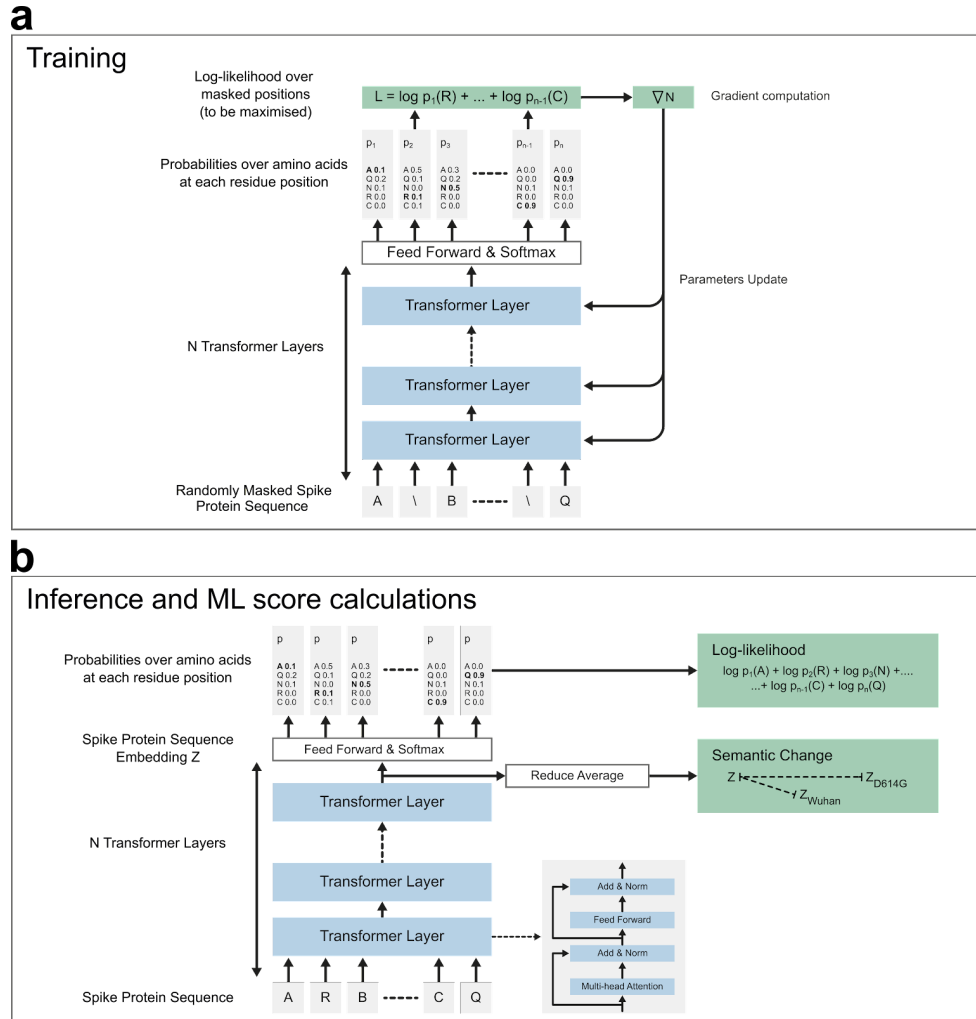 a
Training
Log-likelihood over
masked positions
(to be maximised)
L = log p1(R) + ... + log pn-1(C)
∇N
Gradient computation
Probabilities over amino acids
at each residue position
p1
A 0.1
Q 0.2
N 0.1
R 0.0
C 0.0
p2
A 0.5
Q 0.1
N 0.0
R 0.1
C 0.1
p3
A 0.3
Q 0.2
N 0.5
R 0.0
C 0.0
pn-1
A 0.0
Q 0.0
N 0.1
R 0.0
C 0.9
pn
A 0.0
Q 0.9
N 0.1
R 0.0
C 0.0
Feed Forward & Softmax
Parameters Update
Transformer Layer
N Transformer Layers
Transformer Layer
Transformer Layer
Randomly Masked Spike
Protein Sequence
A \ B \ Q
b
Inference and ML score calculations
Probabilities over amino acids
at each residue position
p
A 0.1
Q 0.2
N 0.1
R 0.0
C 0.0
p
A 0.5
Q 0.1
N 0.0
R 0.1
C 0.1
p
A 0.3
Q 0.2
N 0.5
R 0.0
C 0.0
p
A 0.0
Q 0.0
N 0.1
R 0.0
C 0.9
p
A 0.0
Q 0.9
N 0.1
R 0.0
C 0.0
Log-likelihood
log p1(A) + log p2(R) + log p3(N) +....
...+ log pn-1(C) + log pn(Q)
Spike Protein Sequence
Embedding Z
Feed Forward & Softmax
Reduce Average
Semantic Change
Z ZD614G
ZWuhan
Transformer Layer
N Transformer Layers
Transformer Layer
Transformer Layer
Add & Norm
Feed Forward
Add & Norm
Multi-head Attention
Spike Protein Sequence
A R B C Q